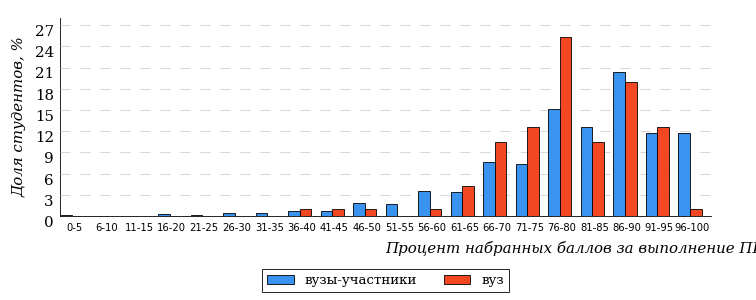 Доля студентов, %
27
24
21
18
15
12
9
6
3
0
0-5 6-10 11-15 16-20 21-25 26-30 31-35 36-40 41-45 46-50 51-55 56-60 61-65 66-70 71-75 76-80 81-85 86-90 91-95 96-100
Процент набранных баллов за выполнение
вузы-участники вуз